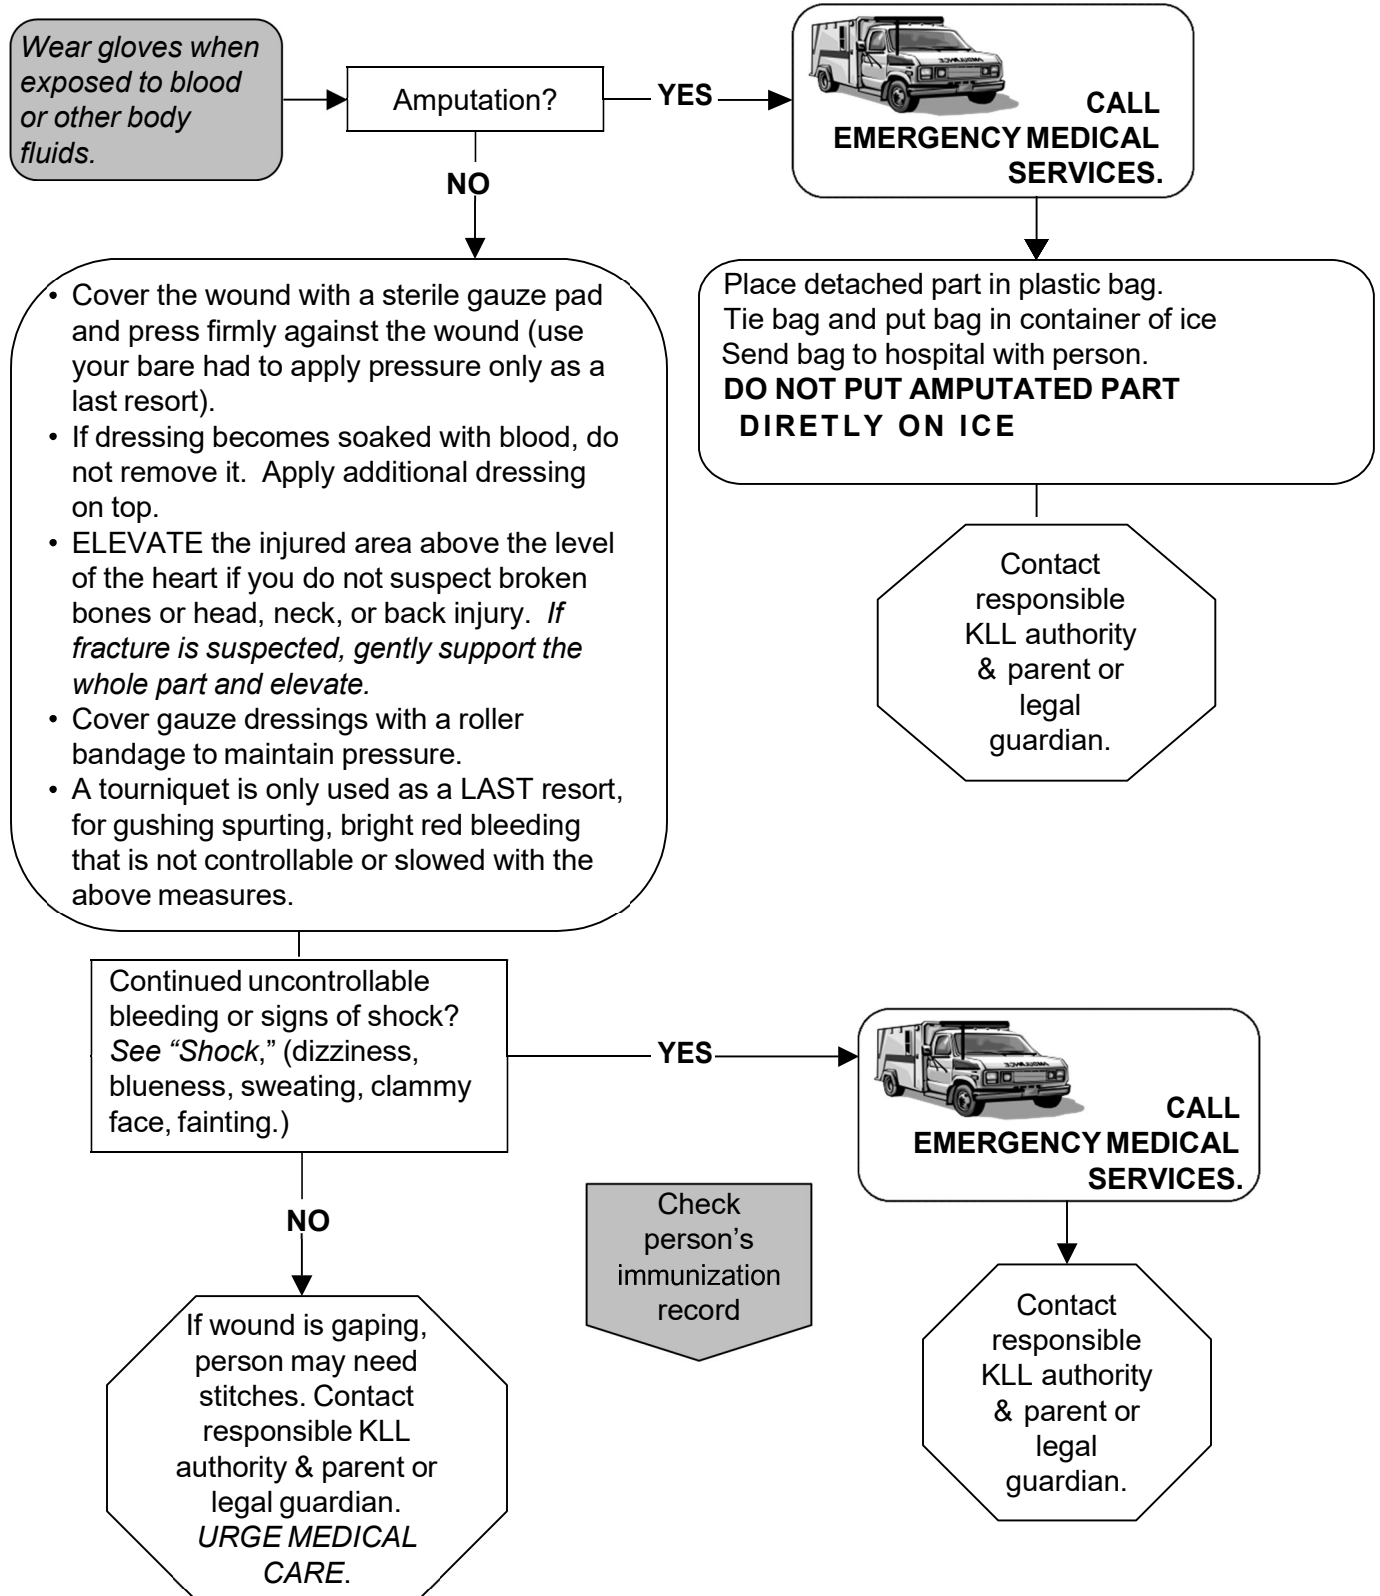 Wear gloves when
exposed to blood
or other body
fluids.
Amputation?
YES
CALL
EMERGENCY MEDICAL
SERVICES.
NO
• Cover the wound with a sterile gauze pad
and press firmly against the wound (use
your bare had to apply pressure only as a
last resort).
• If dressing becomes soaked with blood, do
not remove it. Apply additional dressing
on top.
• ELEVATE the injured area above the level
of the heart if you do not suspect broken
bones or head, neck, or back injury. If
fracture is suspected, gently support the
whole part and elevate.
• Cover gauze dressings with a roller
bandage to maintain pressure.
• A tourniquet is only used as a LAST resort,
for gushing spurting, bright red bleeding
that is not controllable or slowed with the
above measures.
Place detached part in plastic bag.
Tie bag and put bag in container of ice
Send bag to hospital with person.
DO NOT PUT AMPUTATED PART
DIRETLY ON ICE
Contact
responsible
KLL authority
& parent or
legal
guardian.
Continued uncontrollable
bleeding or signs of shock?
See “Shock,” (dizziness,
blueness, sweating, clammy
face, fainting.)
YES
CALL
EMERGENCY MEDICAL
SERVICES.
NO
Check
person’s
immunization
record
Contact
responsible
KLL authority
& parent or
legal
guardian.
If wound is gaping,
person may need
stitches. Contact
responsible KLL
authority & parent or
legal guardian.
URGE MEDICAL
CARE.